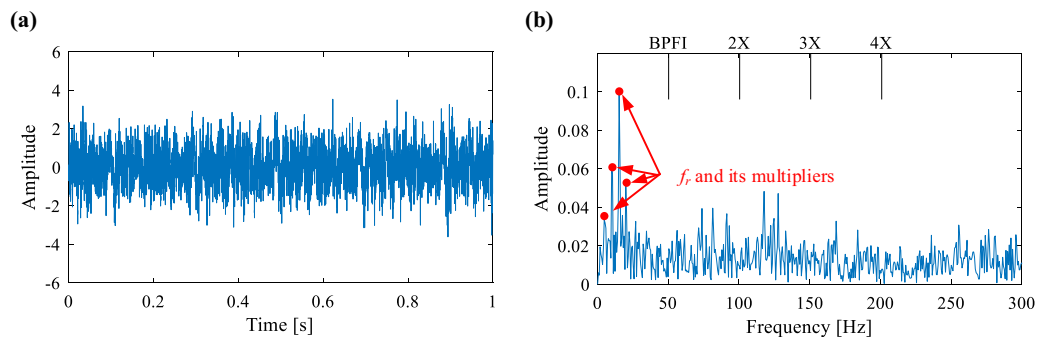 (a)
6
4
2
0
-2
-4
-6
Amplitude
0 0.2 0.4 0.6 0.8 1
Time [s]
(b)
BPFI 2X 3X 4X
0.1
0.08
0.06
0.04
0.02
0
Amplitude
fr and its multipliers
0 50 100 150 200 250 300
Frequency [Hz]